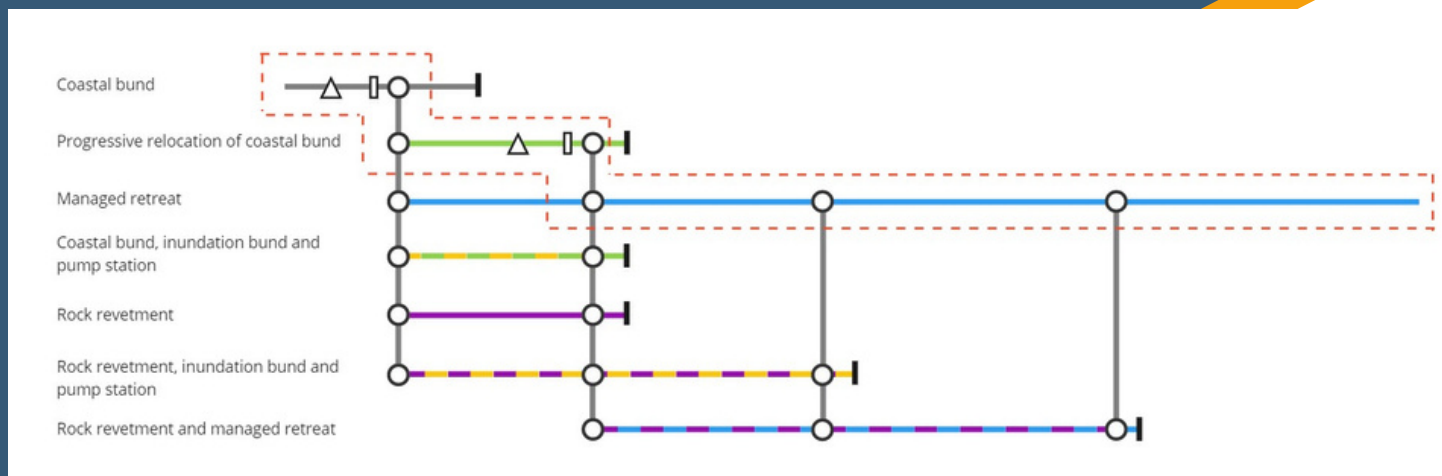 Coastal bund
Progressive relocation of coastal bund
Managed retreat
Coastal bund, inundation bund and
pump station
Rock revetment
Rock revetment, inundation bund and
pump station
Rock revetment and managed retreat